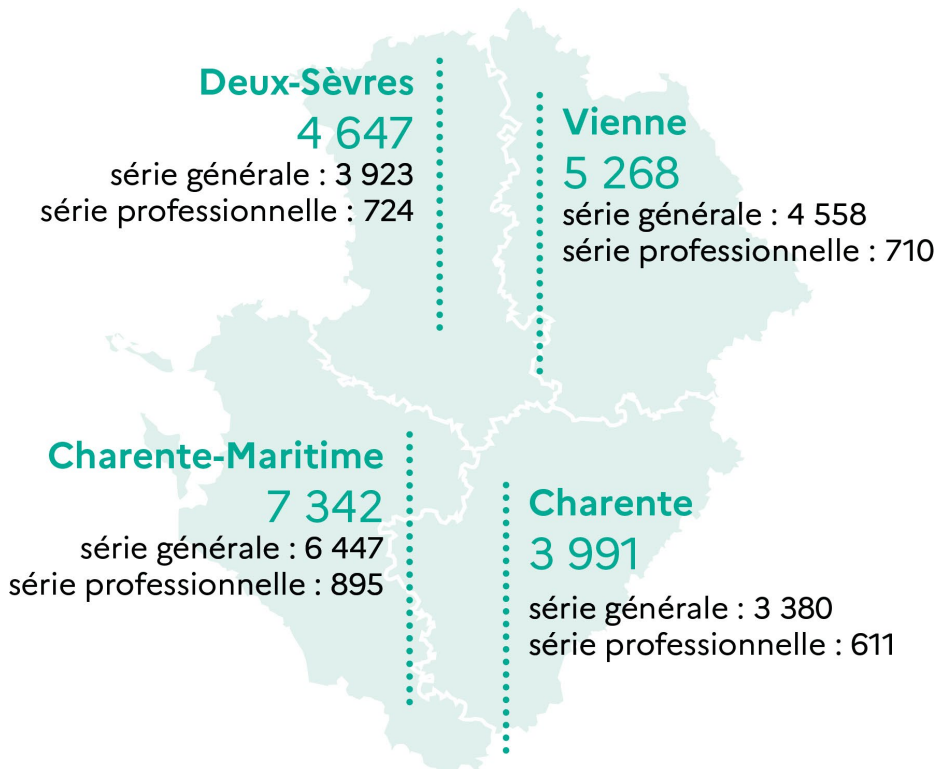 Deux-Sèvres
4 647
série générale : 3 923
série professionnelle : 724
Vienne
5 268
série générale : 4 558
série professionnelle : 710
Charente-Maritime
7 342
série générale : 6 447
série professionnelle : 895
Charente
3 991
série générale : 3 380
série professionnelle : 611